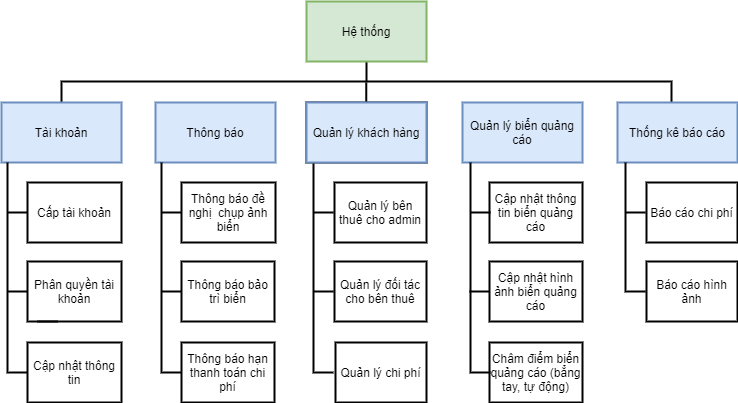 Hệ thống
Tài khoản
Thông báo
Quản lý khách hàng
Quản lý biển quảng
cáo
Thống kê báo cáo
Cấp tài khoản
Thông báo đề
nghị chụp ảnh
biển
Quản lý bên
thuê cho admin
Cập nhật thông
tin biển quảng
cáo
Báo cáo chi phí
Phân quyền tài
khoản
Thông báo bảo
trì biển
Quản lý đối tác
cho bên thuê
Cập nhật hình
ảnh biển quảng
cáo
Báo cáo hình
ảnh
Cập nhật thông
tin
Thông báo hạn
thanh toán chi
phí
Quản lý chi phí
Chấm điểm biển
quảng cáo (bằng
tay, tự động)